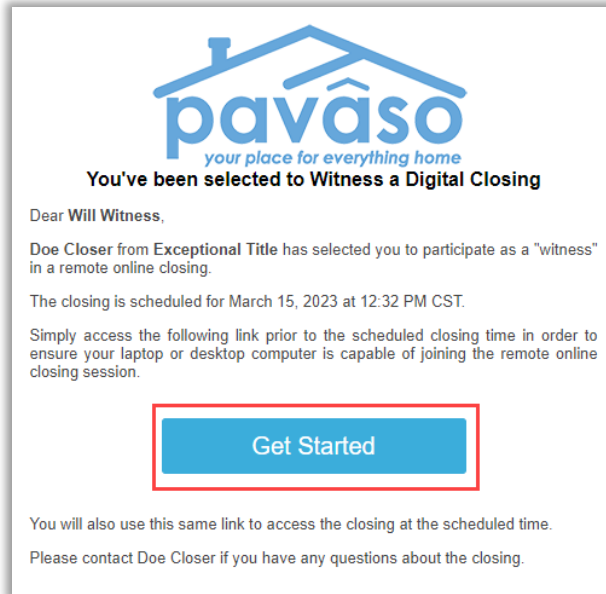 pavâso
your place for everything home
You've been selected to Witness a Digital Closing
Dear Will Witness,
Doe Closer from Exceptional Title has selected you to participate as a "witness"
in a remote online closing.
The closing is scheduled for March 15, 2023 at 12:32 PM CST.
Simply access the following link prior to the scheduled closing time in order to
ensure your laptop or desktop computer is capable of joining the remote online
closing session.
Get Started
You will also use this same link to access the closing at the scheduled time.
Please contact Doe Closer if you have any questions about the closing.